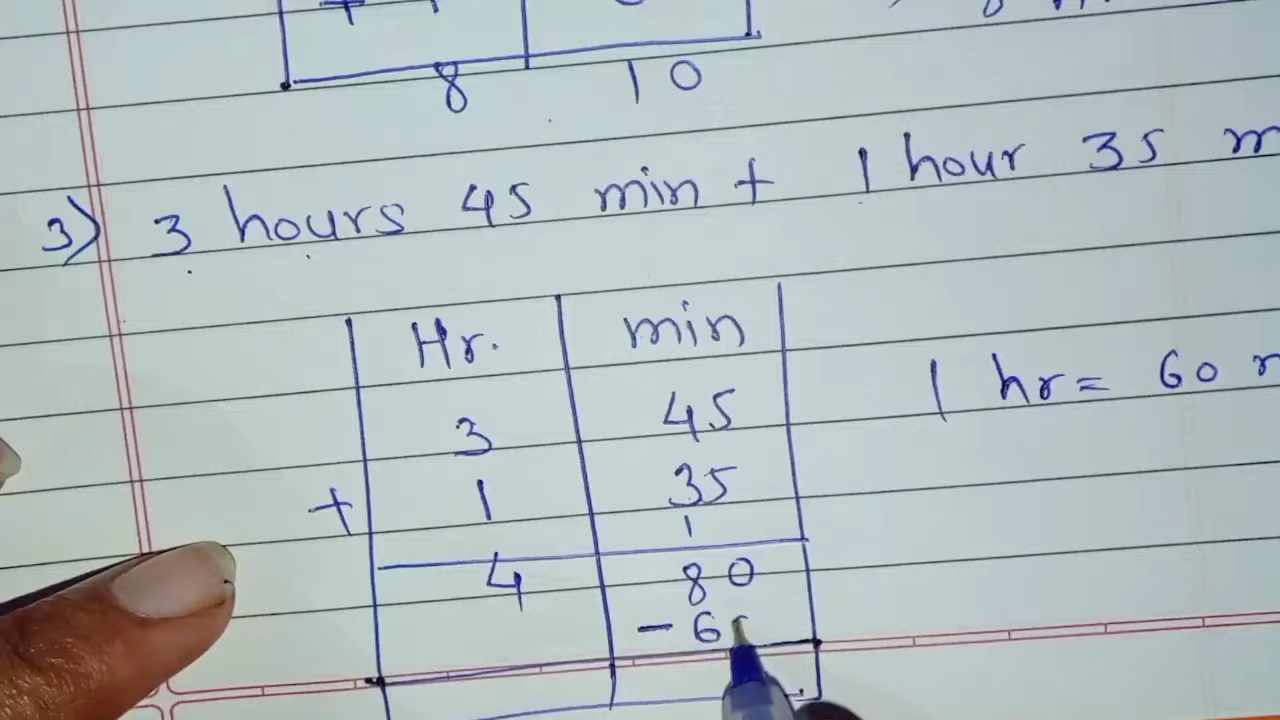 8 10
3) 3 hours 45 min + 1 hour 35 m
Hr. min
3 45 1 hr = 60
+ 1 35
1
4 80
- 6